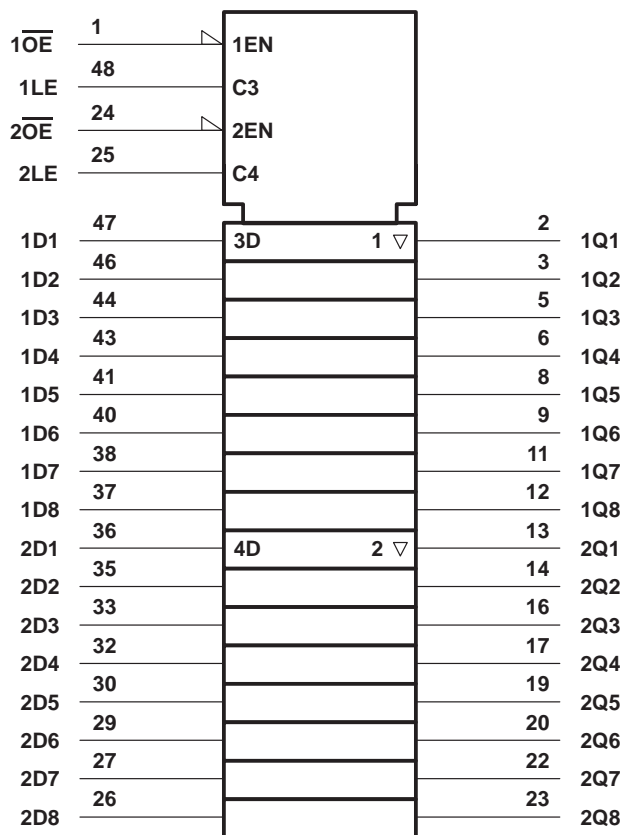 1O̅E̅ 1 1EN
1LE 48 C3
2O̅E̅ 24 2EN
2LE 25 C4
1D1 47 3D 1 ▽ 2 1Q1
1D2 46 3 1Q2
1D3 44 5 1Q3
1D4 43 6 1Q4
1D5 41 8 1Q5
1D6 40 9 1Q6
1D7 38 11 1Q7
1D8 37 12 1Q8
2D1 36 4D 2 ▽ 13 2Q1
2D2 35 14 2Q2
2D3 33 16 2Q3
2D4 32 17 2Q4
2D5 30 19 2Q5
2D6 29 20 2Q6
2D7 27 22 2Q7
2D8 26 23 2Q8